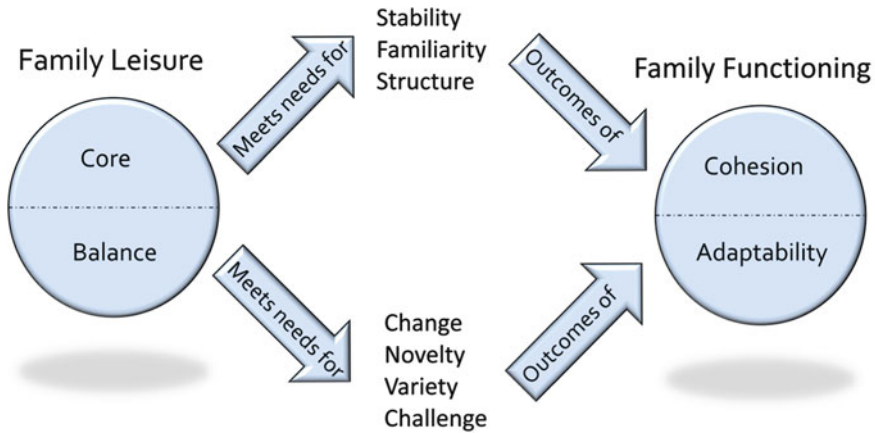 Family Leisure
Core
Balance
Meets needs for
Stability
Familiarity
Structure
Outcomes of
Meets needs for
Change
Novelty
Variety
Challenge
Outcomes of
Family Functioning
Cohesion
Adaptability